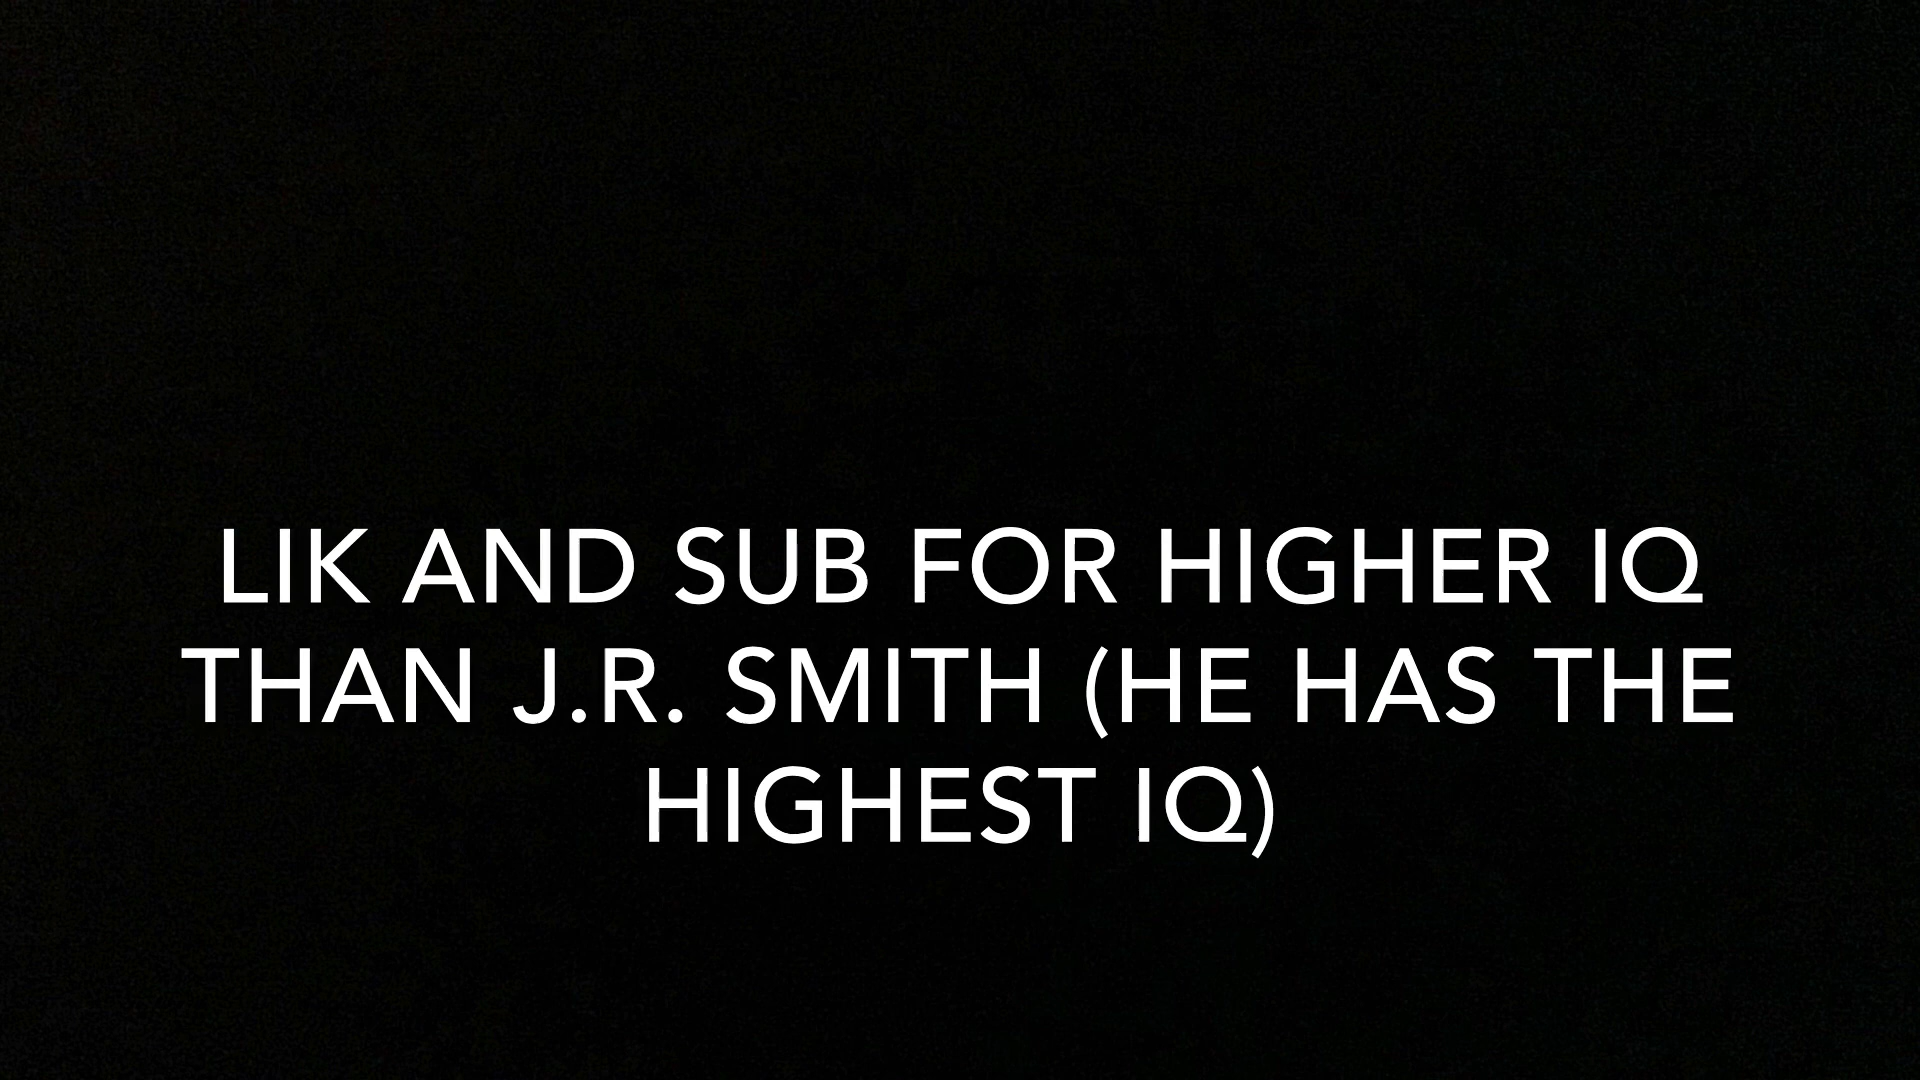 LIK AND SUB FOR HIGHER IQ
THAN J.R. SMITH (HE HAS THE
HIGHEST IQ)